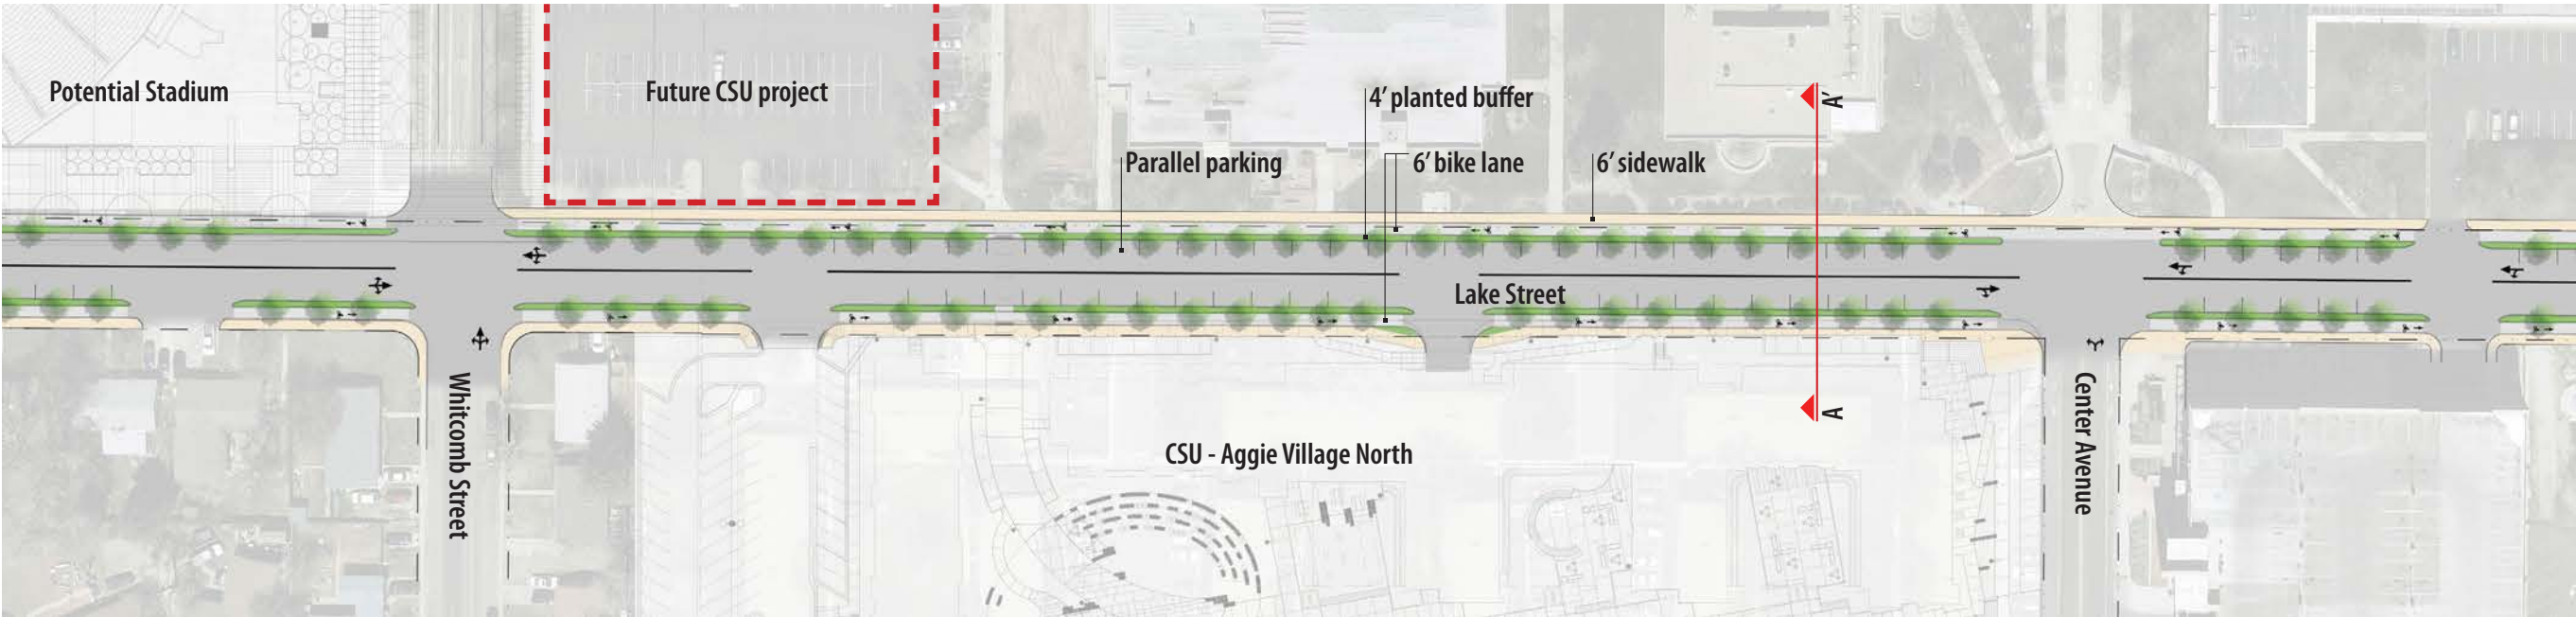 Potential Stadium
Future CSU project
4’ planted buffer
A’
Parallel parking
6’ bike lane
6’ sidewalk
Lake Street
Whitcomb Street
Center Avenue
A
CSU - Aggie Village North